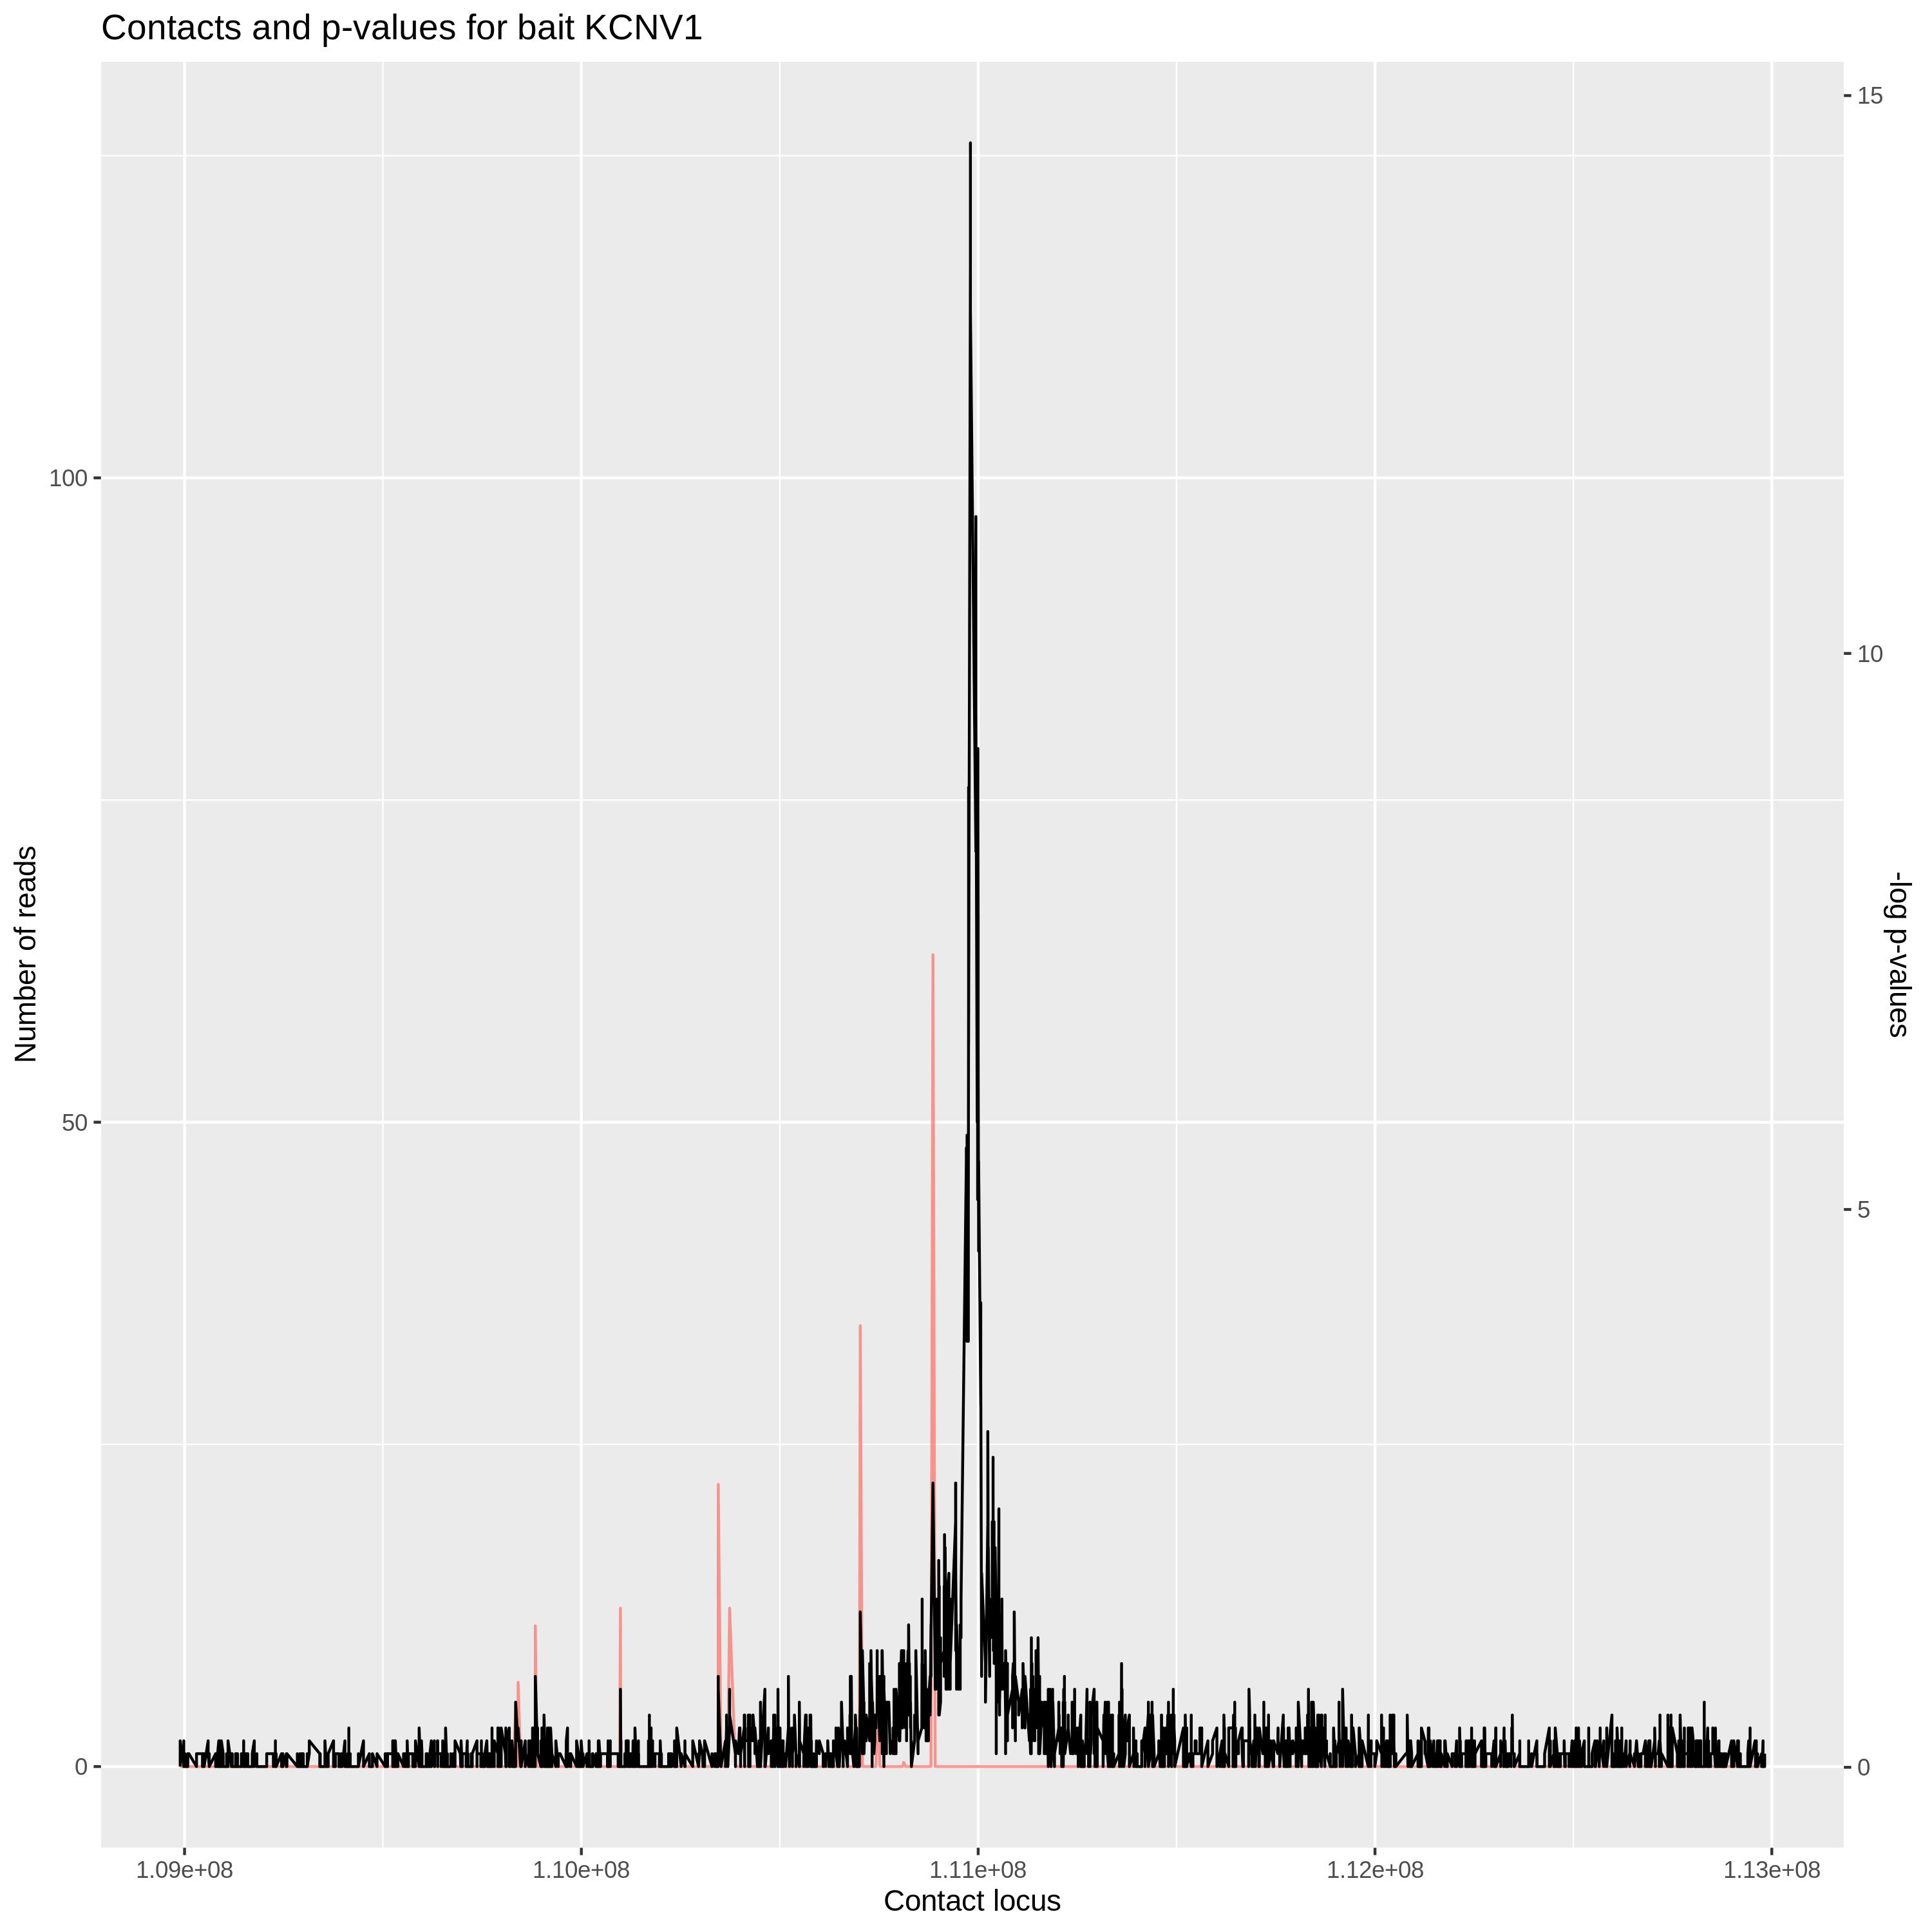 Contacts and p-values for bait KCNV1
15
100
10
Number of reads
-log p-values
50
5
0
0
1.09e+08
1.10e+08
1.11e+08
1.12e+08
1.13e+08
Contact locus